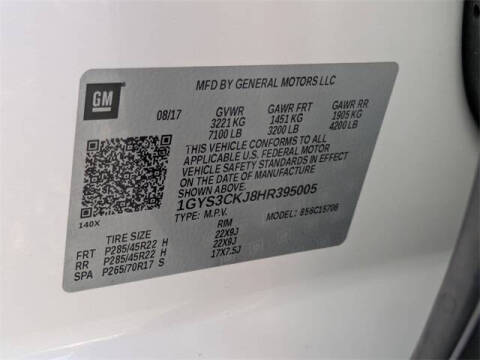 GM
MFD BY GENERAL MOTORS LLC
08/17 GVWR GAWR FRT GAWR RR
3221 KG 1451 KG 1905 KG
7100 LB 3200 LB 4200 LB
THIS VEHICLE CONFORMS TO ALL
APPLICABLE U.S. FEDERAL MOTOR
VEHICLE SAFETY STANDARDS IN EFFECT
ON THE DATE OF MANUFACTURE
SHOWN ABOVE.
1GYS3CKJ8HR395005
TYPE: M.P.V. MODEL: 856C15706
140X
TIRE SIZE RIM
FRT P285/45R22 H 22X9J
RR P285/45R22 H 22X9J
SPA P265/70R17 S 17X7.5J